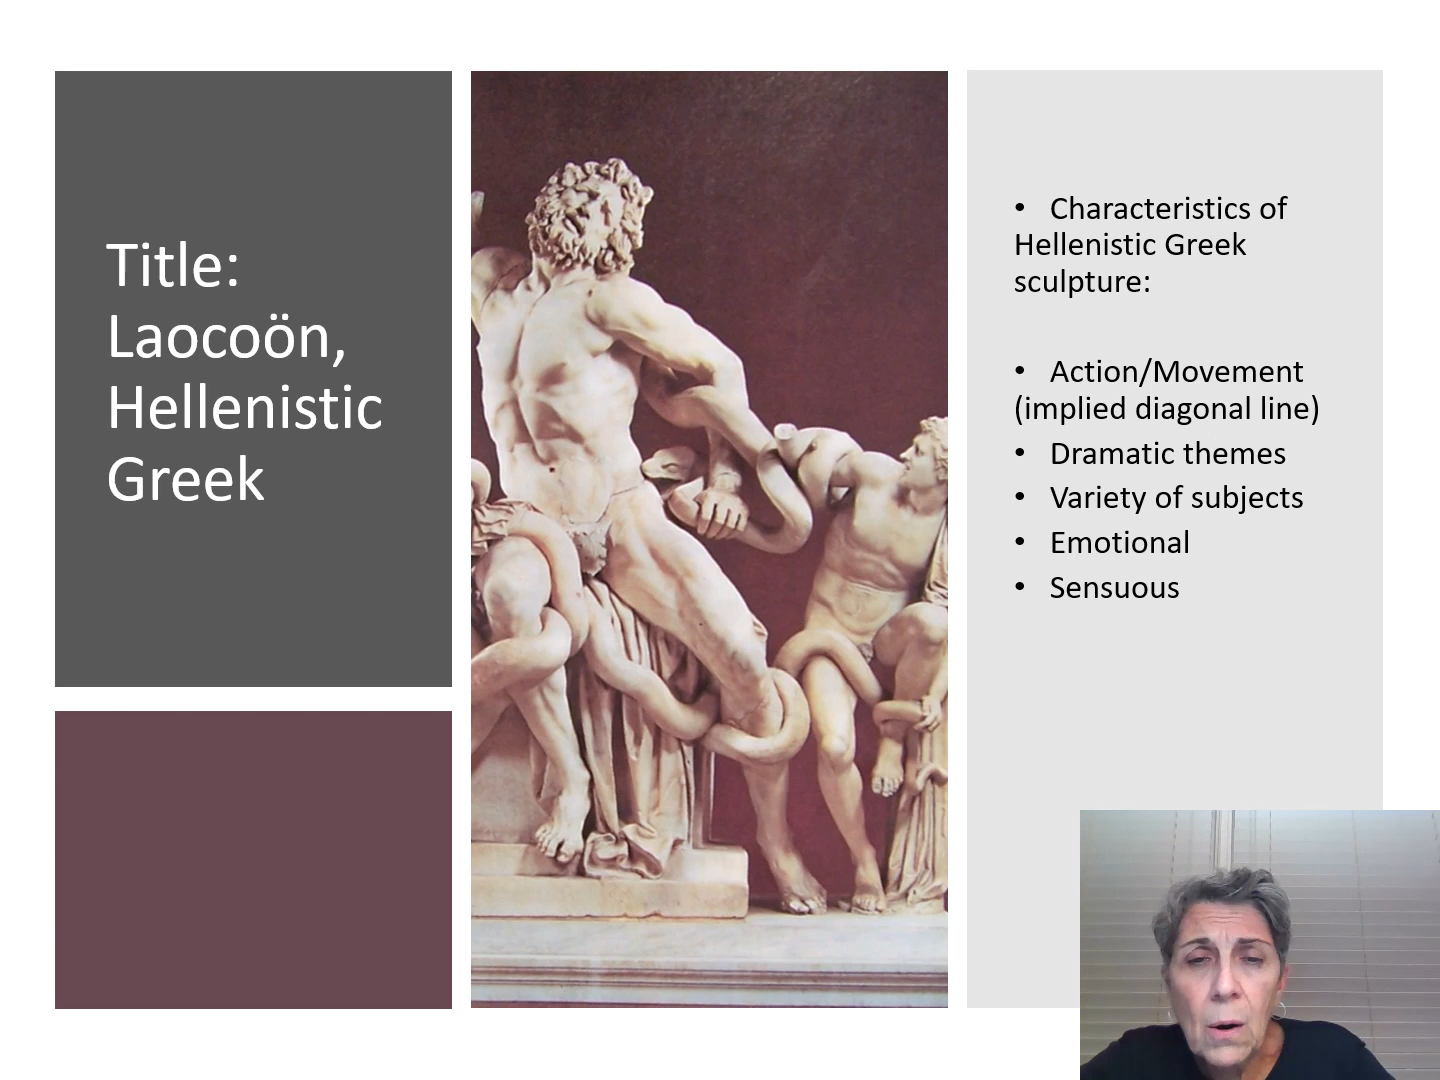 Title:
Laocoön,
Hellenistic
Greek
• Characteristics of
Hellenistic Greek
sculpture:
• Action/Movement
(implied diagonal line)
• Dramatic themes
• Variety of subjects
• Emotional
• Sensuous